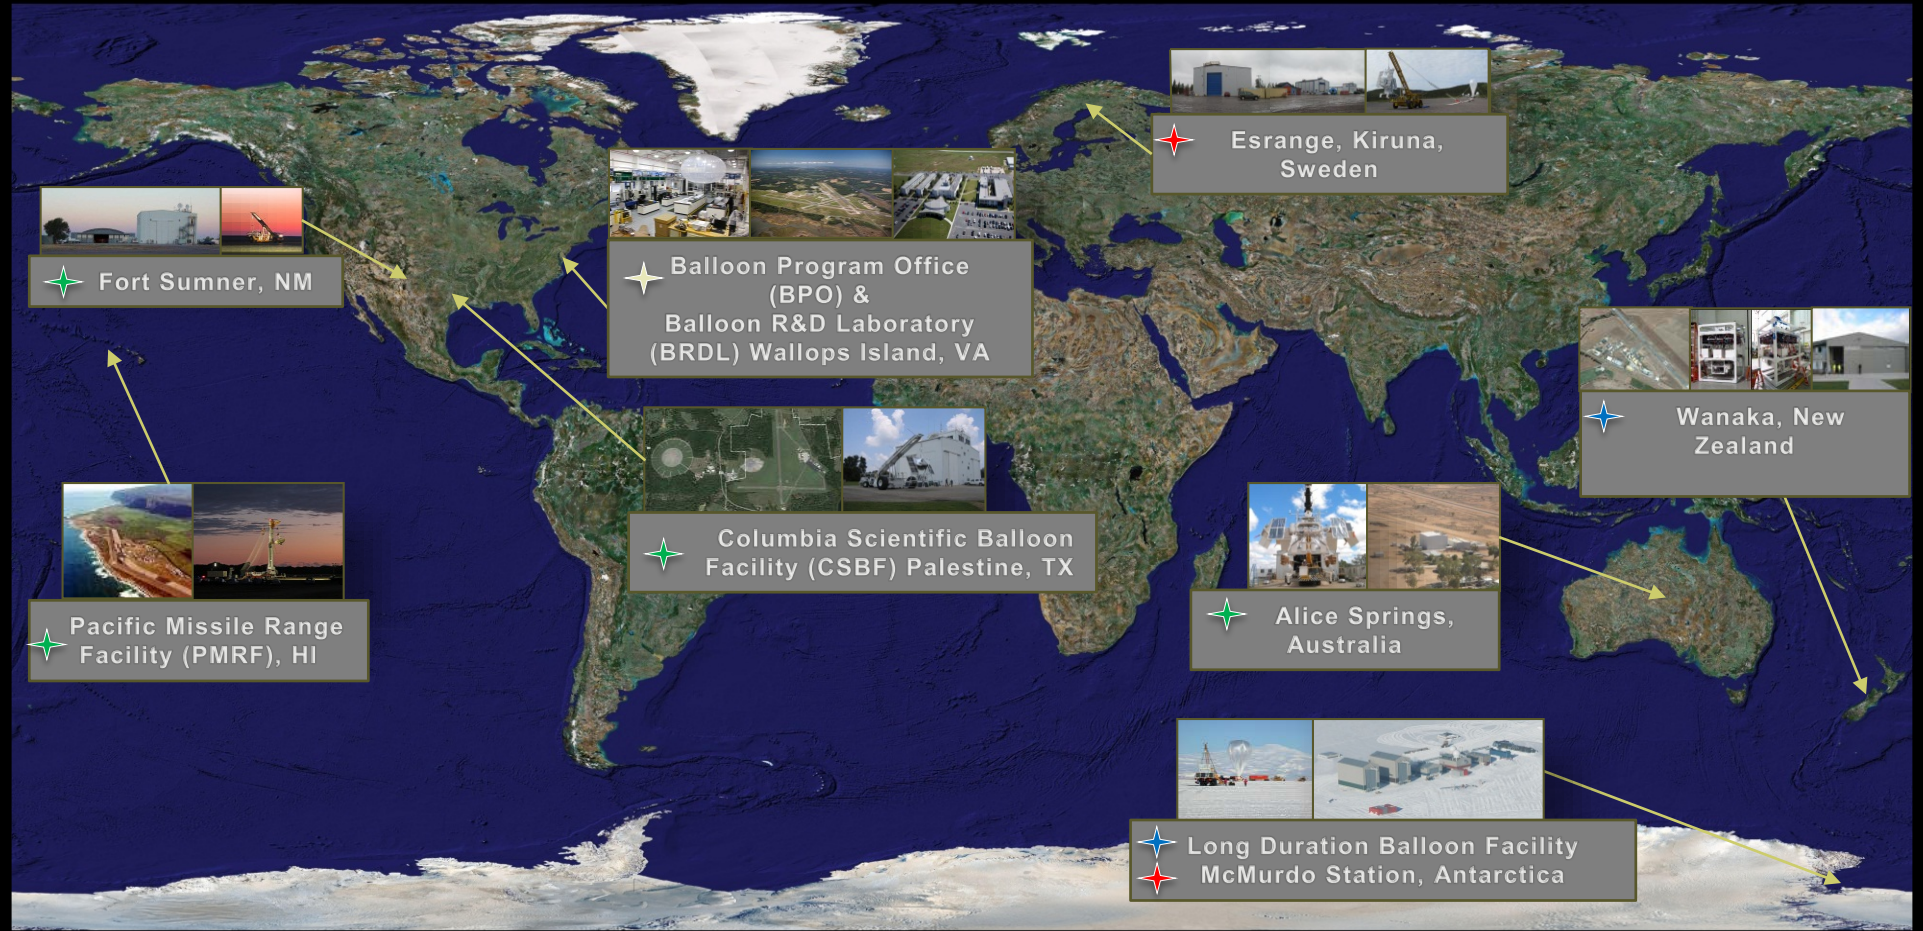 Esrange, Kiruna,
Sweden
Fort Sumner, NM
Balloon Program Office
(BPO) &
Balloon R&D Laboratory
(BRDL) Wallops Island, VA
Wanaka, New
Zealand
Columbia Scientific Balloon
Facility (CSBF) Palestine, TX
Pacific Missile Range
Facility (PMRF), HI
Alice Springs,
Australia
Long Duration Balloon Facility
McMurdo Station, Antarctica